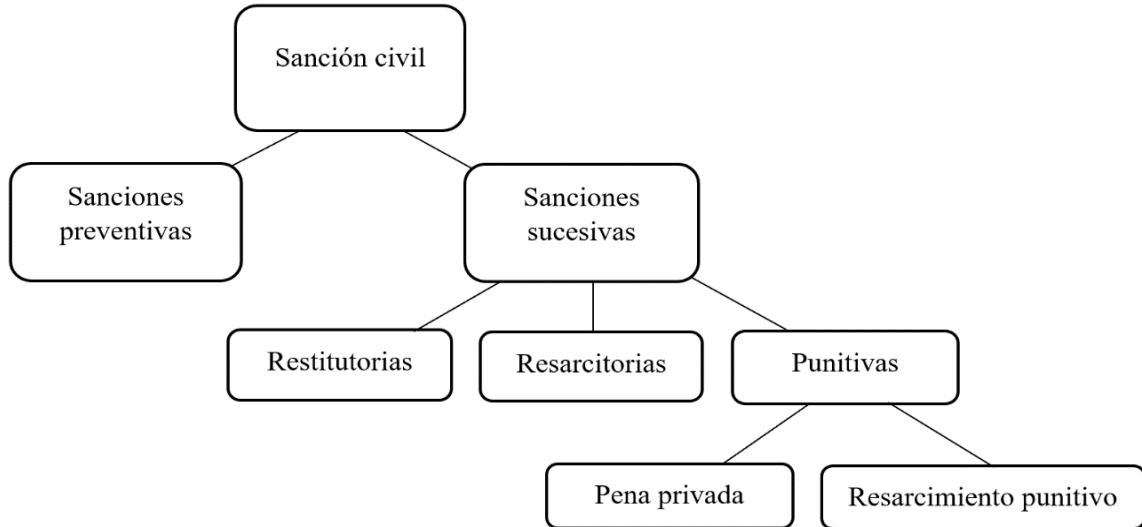 Sanción civil
Sanciones
preventivas
Sanciones
sucesivas
Restitutorias
Resarcitorias
Punitivas
Pena privada
Resarcimiento punitivo